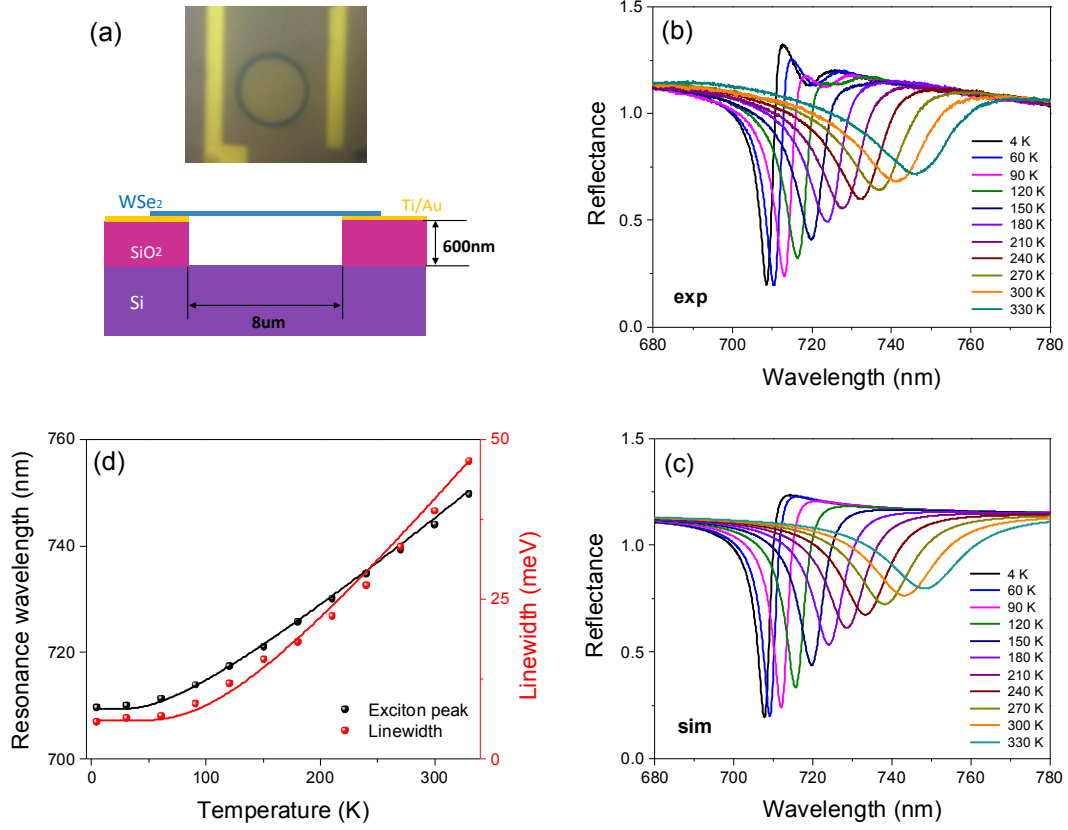 (a)
WSe2
Ti/Au
SiO2
600nm
Si
8um
(b)
1.5
1.0
0.5
0.0
Reflectance
4 K
60 K
90 K
120 K
150 K
180 K
210 K
240 K
270 K
300 K
330 K
exp
680 700 720 740 760 780
Wavelength (nm)
(d)
760
740
720
700
Resonance wavelength (nm)
50
25
0
Linewidth (meV)
Exciton peak
Linewidth
0 100 200 300
Temperature (K)
(c)
1.5
1.0
0.5
0.0
Reflectance
4 K
60 K
90 K
120 K
150 K
180 K
210 K
240 K
270 K
300 K
330 K
sim
680 700 720 740 760 780
Wavelength (nm)